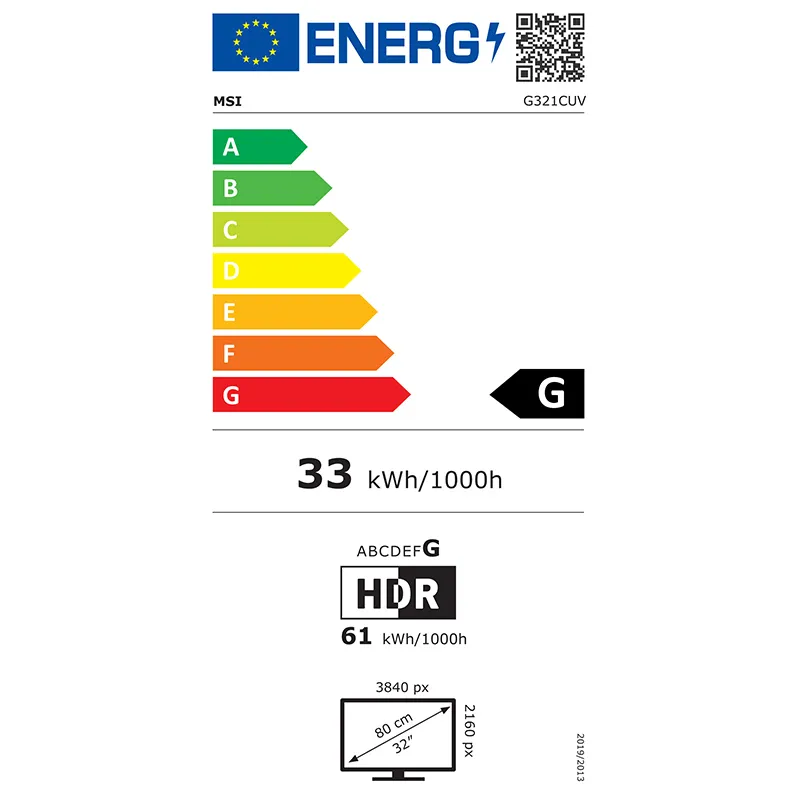 ENERG
MSI G321CUV
A
B
C
D
E
F
G
G
33 kWh/1000h
ABCDEFG
HDR
61 kWh/1000h
3840 px
2160 px
80 cm
32″
2019/2013